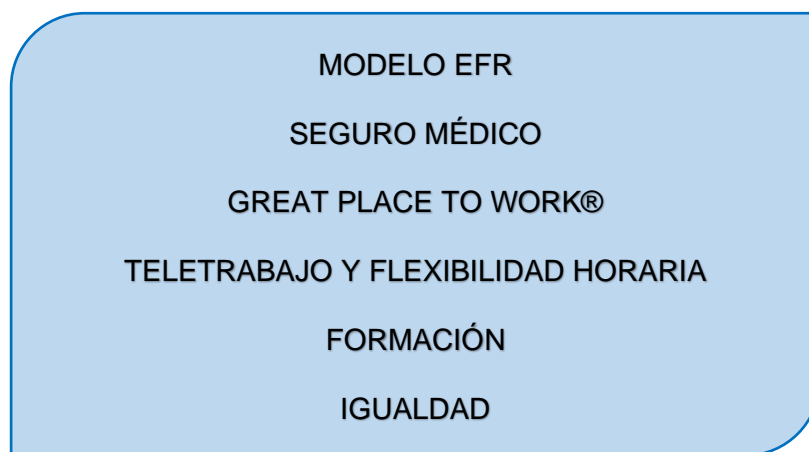 MODELO EFR
SEGURO MÉDICO
GREAT PLACE TO WORK®
TELETRABAJO Y FLEXIBILIDAD HORARIA
FORMACIÓN
IGUALDAD